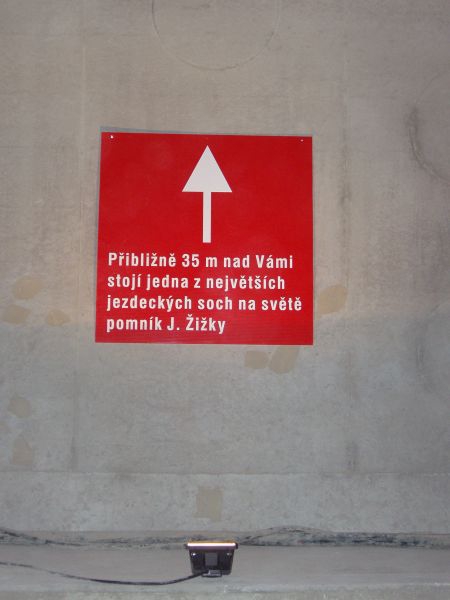 Přibližně 35 m nad Vámi
stojí jedna z největších
jezdeckých soch na světě
pomník J. Žižky